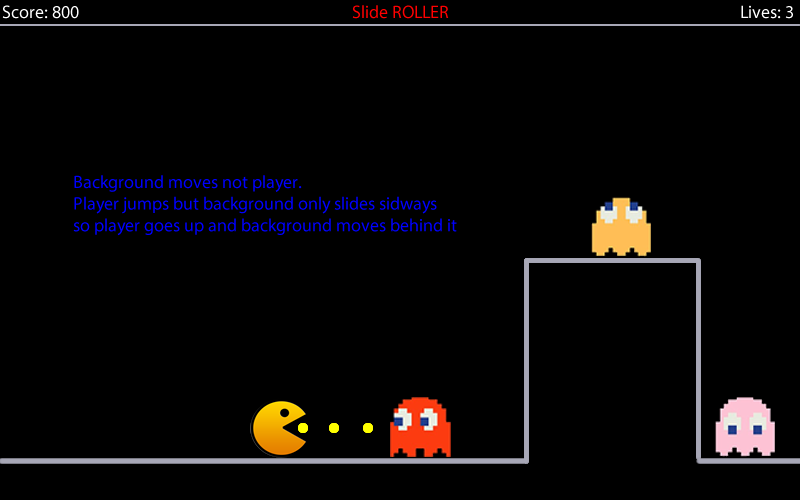 Score: 800
Slide ROLLER
Lives: 3
Background moves not player.
Player jumps but background only slides sidways
so player goes up and background moves behind it